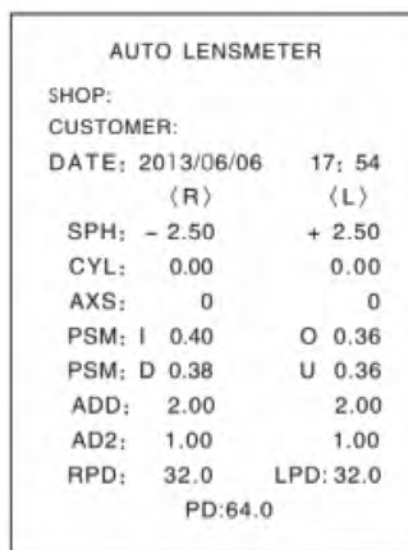 AUTO LENSMETER
SHOP:
CUSTOMER:
DATE: 2013/06/06 17: 54
〈R〉 〈L〉
SPH: - 2.50 + 2.50
CYL: 0.00 0.00
AXS: 0 0
PSM: I 0.40 O 0.36
PSM: D 0.38 U 0.36
ADD: 2.00 2.00
AD2: 1.00 1.00
RPD: 32.0 LPD: 32.0
PD:64.0